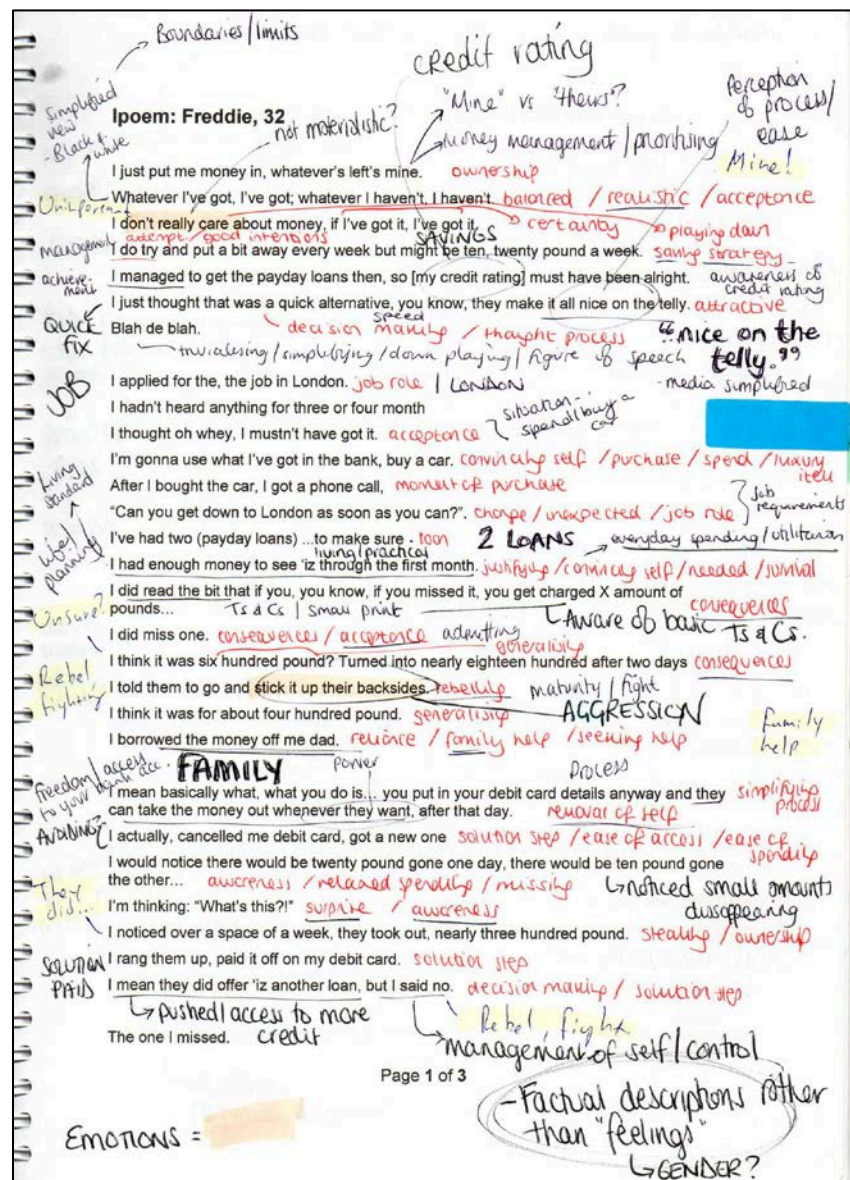 Boundaries/limits
credit rating
simplified
view
- Black &
white
Ipoem: Freddie, 32
not materialistic?
"Mine" vs "theirs"?
money management / prioritising
Perception
of process/
ease
Mine!
I just put me money in, whatever's left's mine. ownership
Whatever I've got, I've got; whatever I haven't, I haven't. balanced / realistic / acceptance
I don't really care about money, if I've got it, I've got it. certainty playing down
attempt / good intentions SAVINGS
management I do try and put a bit away every week but might be ten, twenty pound a week. saving strategy
achieve-
ment
I managed to get the payday loans then, so [my credit rating] must have been alright. awareness of
credit rating
I just thought that was a quick alternative, you know, they make it all nice on the telly. attractive
QUICK
FIX
Blah de blah. decision making / thought process
speed
"nice on the
telly."
trivialising / simplifying / down playing / figure of speech
- media simplified
JOB
I applied for the, the job in London. job role / LONDON
I hadn't heard anything for three or four month
situation -
spend/buy a
car
I thought oh whey, I mustn't have got it. acceptance
I'm gonna use what I've got in the bank, buy a car. convincing self / purchase / spend / luxury
item
Living
standard
After I bought the car, I got a phone call, moment of purchase
job
requirements
"Can you get down to London as soon as you can?". change / unexpected / job role
planning
I've had two (payday loans) ...to make sure - loan 2 LOANS everyday spending / utilitarian
living/practical
I had enough money to see 'iz through the first month. justifying / convincing self / needed / survival
Unsure?
I did read the bit that if you, you know, if you missed it, you get charged X amount of
pounds... Ts & Cs / small print consequences
Aware of basic Ts & Cs.
I did miss one. consequences / acceptance admitting
generalising
I think it was six hundred pound? Turned into nearly eighteen hundred after two days consequences
Rebel
fighting
I told them to go and stick it up their backsides. rebelling maturity / fight
AGGRESSION
I think it was for about four hundred pound. generalising
family
help
I borrowed the money off me dad. reliance / family help / seeking help
FAMILY
power
Process
Freedom/access
to your bank acc.
I mean basically what, what you do is... you put in your debit card details anyway and they simplifying
process
can take the money out whenever they want, after that day. removal of self
AVOIDING?
I actually, cancelled me debit card, got a new one solution step / ease of access / ease of
spending
I would notice there would be twenty pound gone one day, there would be ten pound gone
the other... awareness / relaxed spending / missing
noticed small amounts
dissappearing
They
did...
I'm thinking: "What's this?!" surprise / awareness
I noticed over a space of a week, they took out, nearly three hundred pound. stealing / ownership
SOLUTION
PAID
I rang them up, paid it off on my debit card. solution step
I mean they did offer 'iz another loan, but I said no. decision making / solution step
pushed/access to more
credit
Rebel, fight
The one I missed.
management of self/control
Page 1 of 3
- Factual descriptions rather
than "feelings"
GENDER?
EMOTIONS =